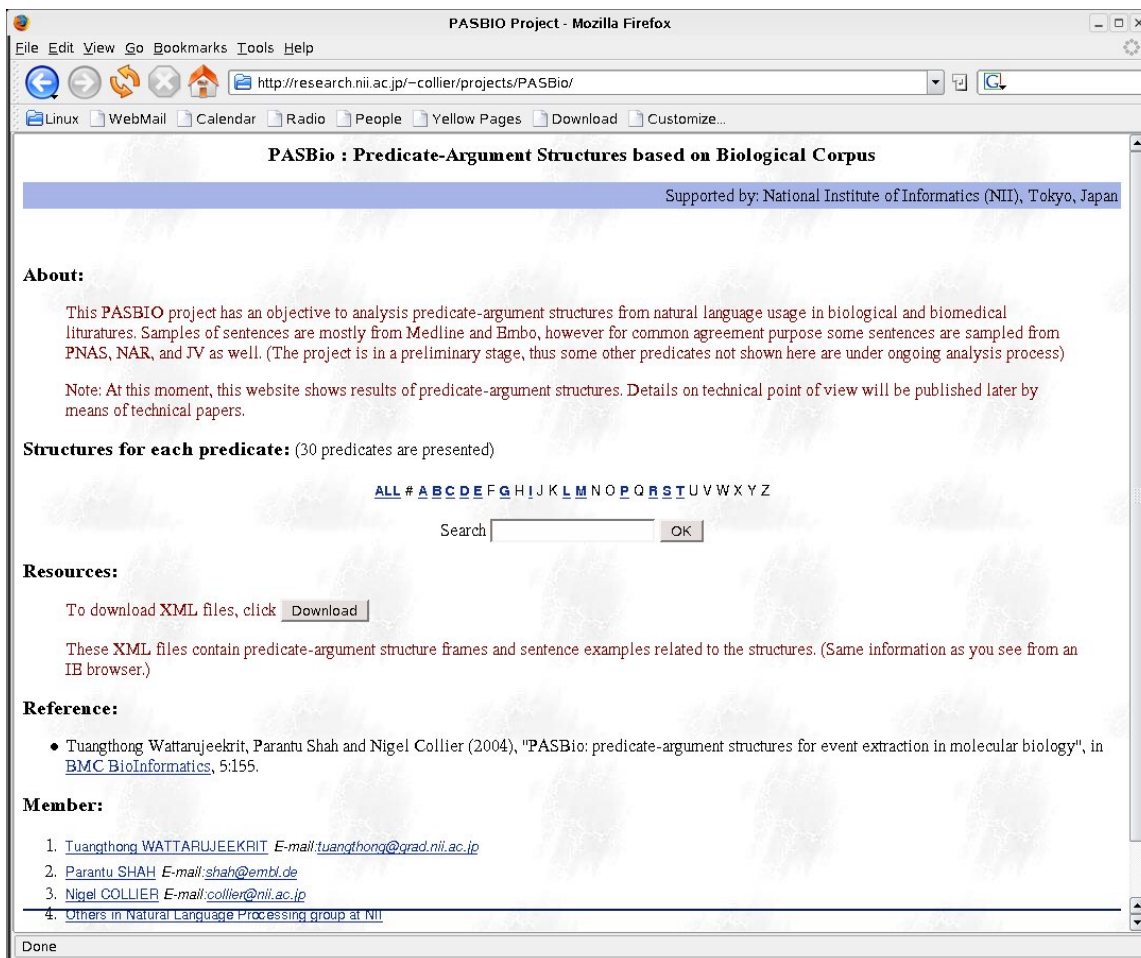 PASBIO Project - Mozilla Firefox
File Edit View Go Bookmarks Tools Help
http://research.nii.ac.jp/~collier/projects/PASBio/
G
Linux WebMail Calendar Radio People Yellow Pages Download Customize...
PASBio : Predicate-Argument Structures based on Biological Corpus
Supported by: National Institute of Informatics (NII), Tokyo, Japan
About:
This PASBIO project has an objective to analysis predicate-argument structures from natural language usage in biological and biomedical
lituratures. Samples of sentences are mostly from Medline and Embo, however for common agreement purpose some sentences are sampled from
PNAS, NAR, and JV as well. (The project is in a preliminary stage, thus some other predicates not shown here are under ongoing analysis process)
Note: At this moment, this website shows results of predicate-argument structures. Details on technical point of view will be published later by
means of technical papers.
Structures for each predicate: (30 predicates are presented)
ALL # A B C D E F G H I J K L M N O P Q R S T U V W X Y Z
Search OK
Resources:
To download XML files, click Download
These XML files contain predicate-argument structure frames and sentence examples related to the structures. (Same information as you see from an
IE browser.)
Reference:
• Tuangthong Wattarujeekrit, Parantu Shah and Nigel Collier (2004), "PASBio: predicate-argument structures for event extraction in molecular biology", in
BMC BioInformatics, 5:155.
Member:
1. Tuangthong WATTARUJEEKRIT E-mail:tuangthong@grad.nii.ac.jp
2. Parantu SHAH E-mail:shah@embl.de
3. Nigel COLLIER E-mail:collier@nii.ac.jp
4. Others in Natural Language Processing group at NII
Done